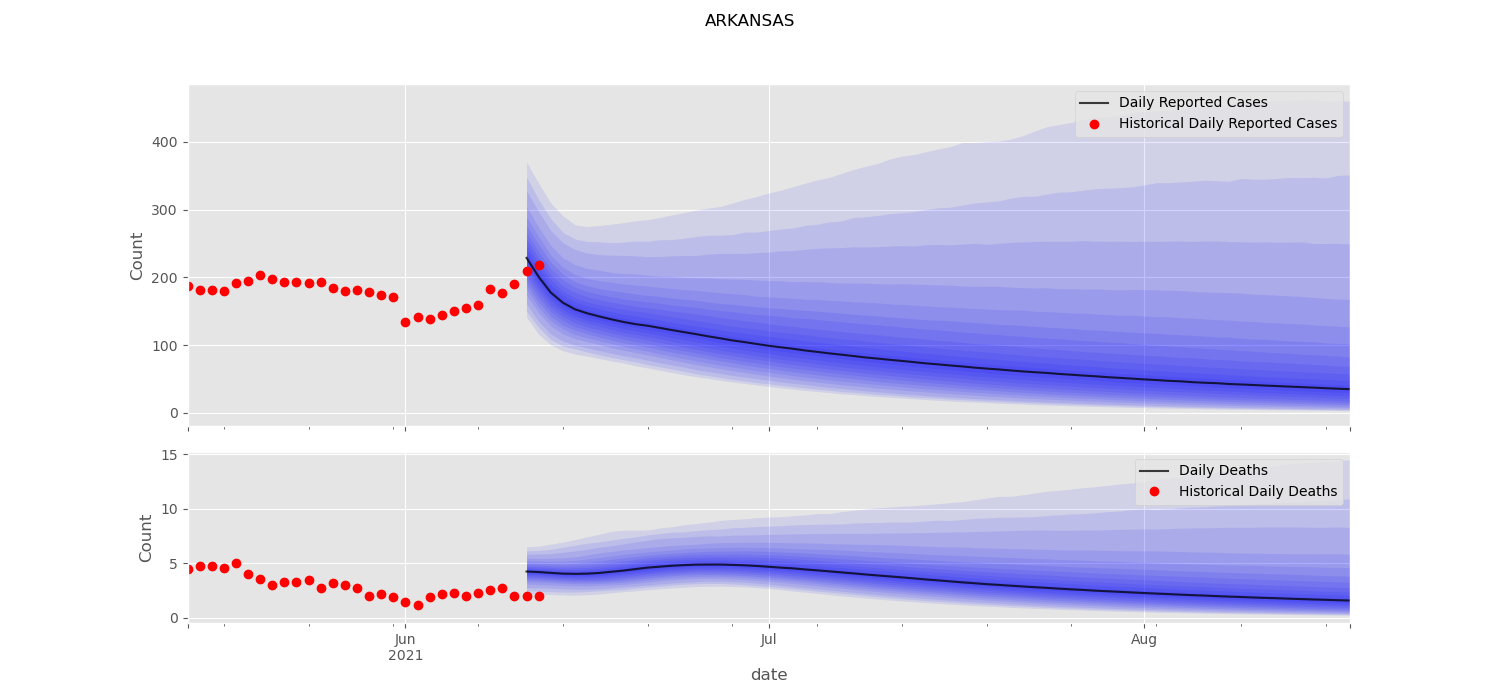 ARKANSAS
Daily Reported Cases
Historical Daily Reported Cases
400
300
200
100
0
Count
Daily Deaths
Historical Daily Deaths
15
10
5
0
Count
Jun
2021
Jul
Aug
date